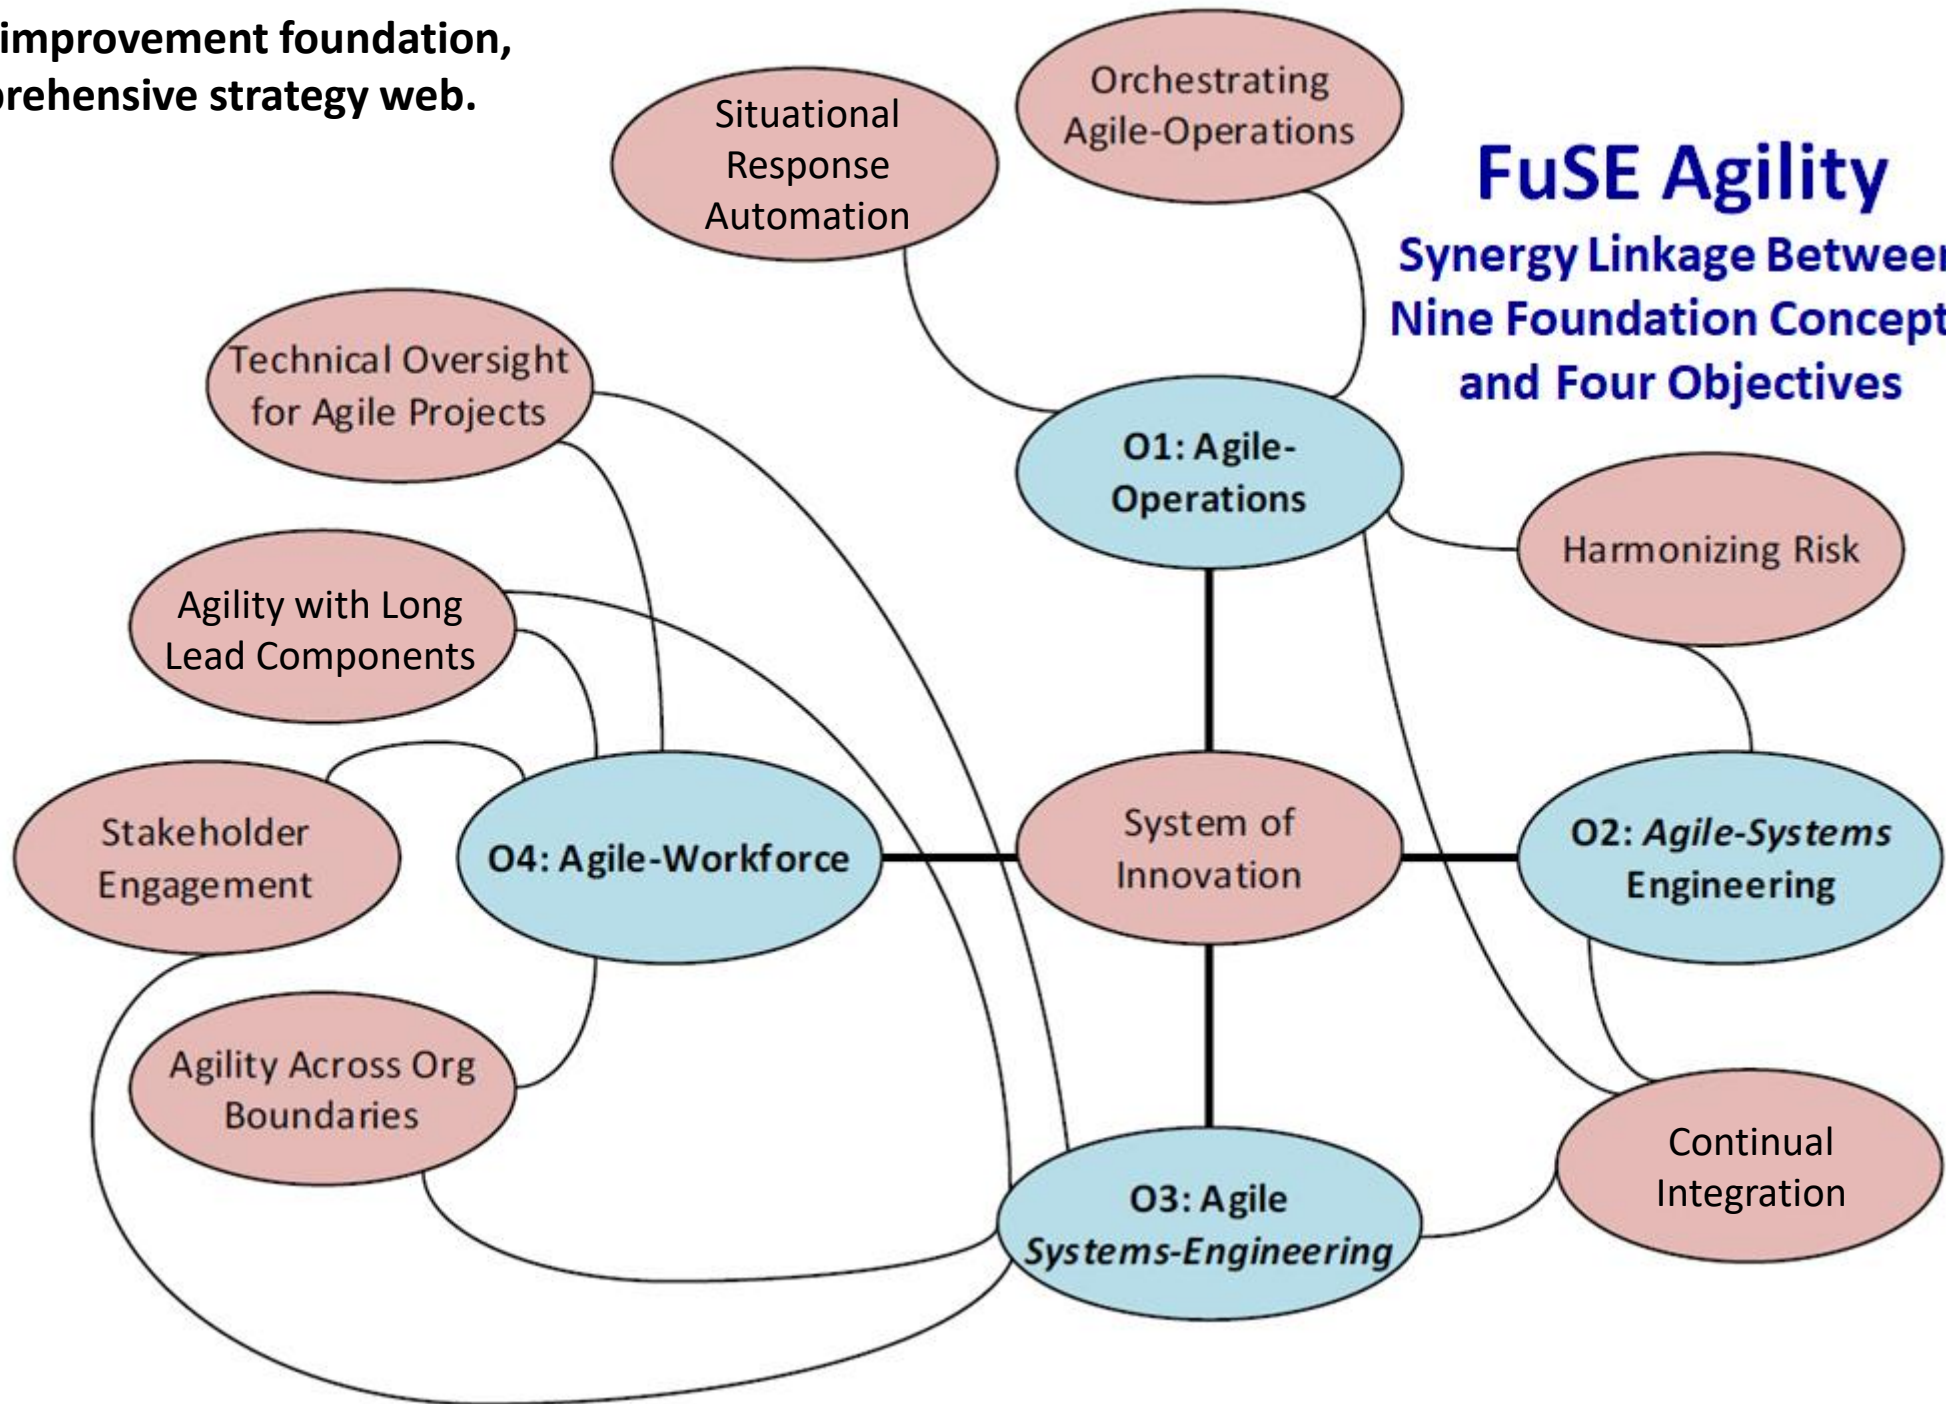 improvement foundation,
prehensive strategy web.
FuSE Agility
Synergy Linkage Between
Nine Foundation Concept
and Four Objectives
Orchestrating
Agile-Operations
Situational
Response
Automation
Technical Oversight
for Agile Projects
O1: Agile-
Operations
Harmonizing Risk
Agility with Long
Lead Components
Stakeholder
Engagement
O4: Agile-Workforce
System of
Innovation
O2: Agile-Systems
Engineering
Agility Across Org
Boundaries
O3: Agile
Systems-Engineering
Continual
Integration